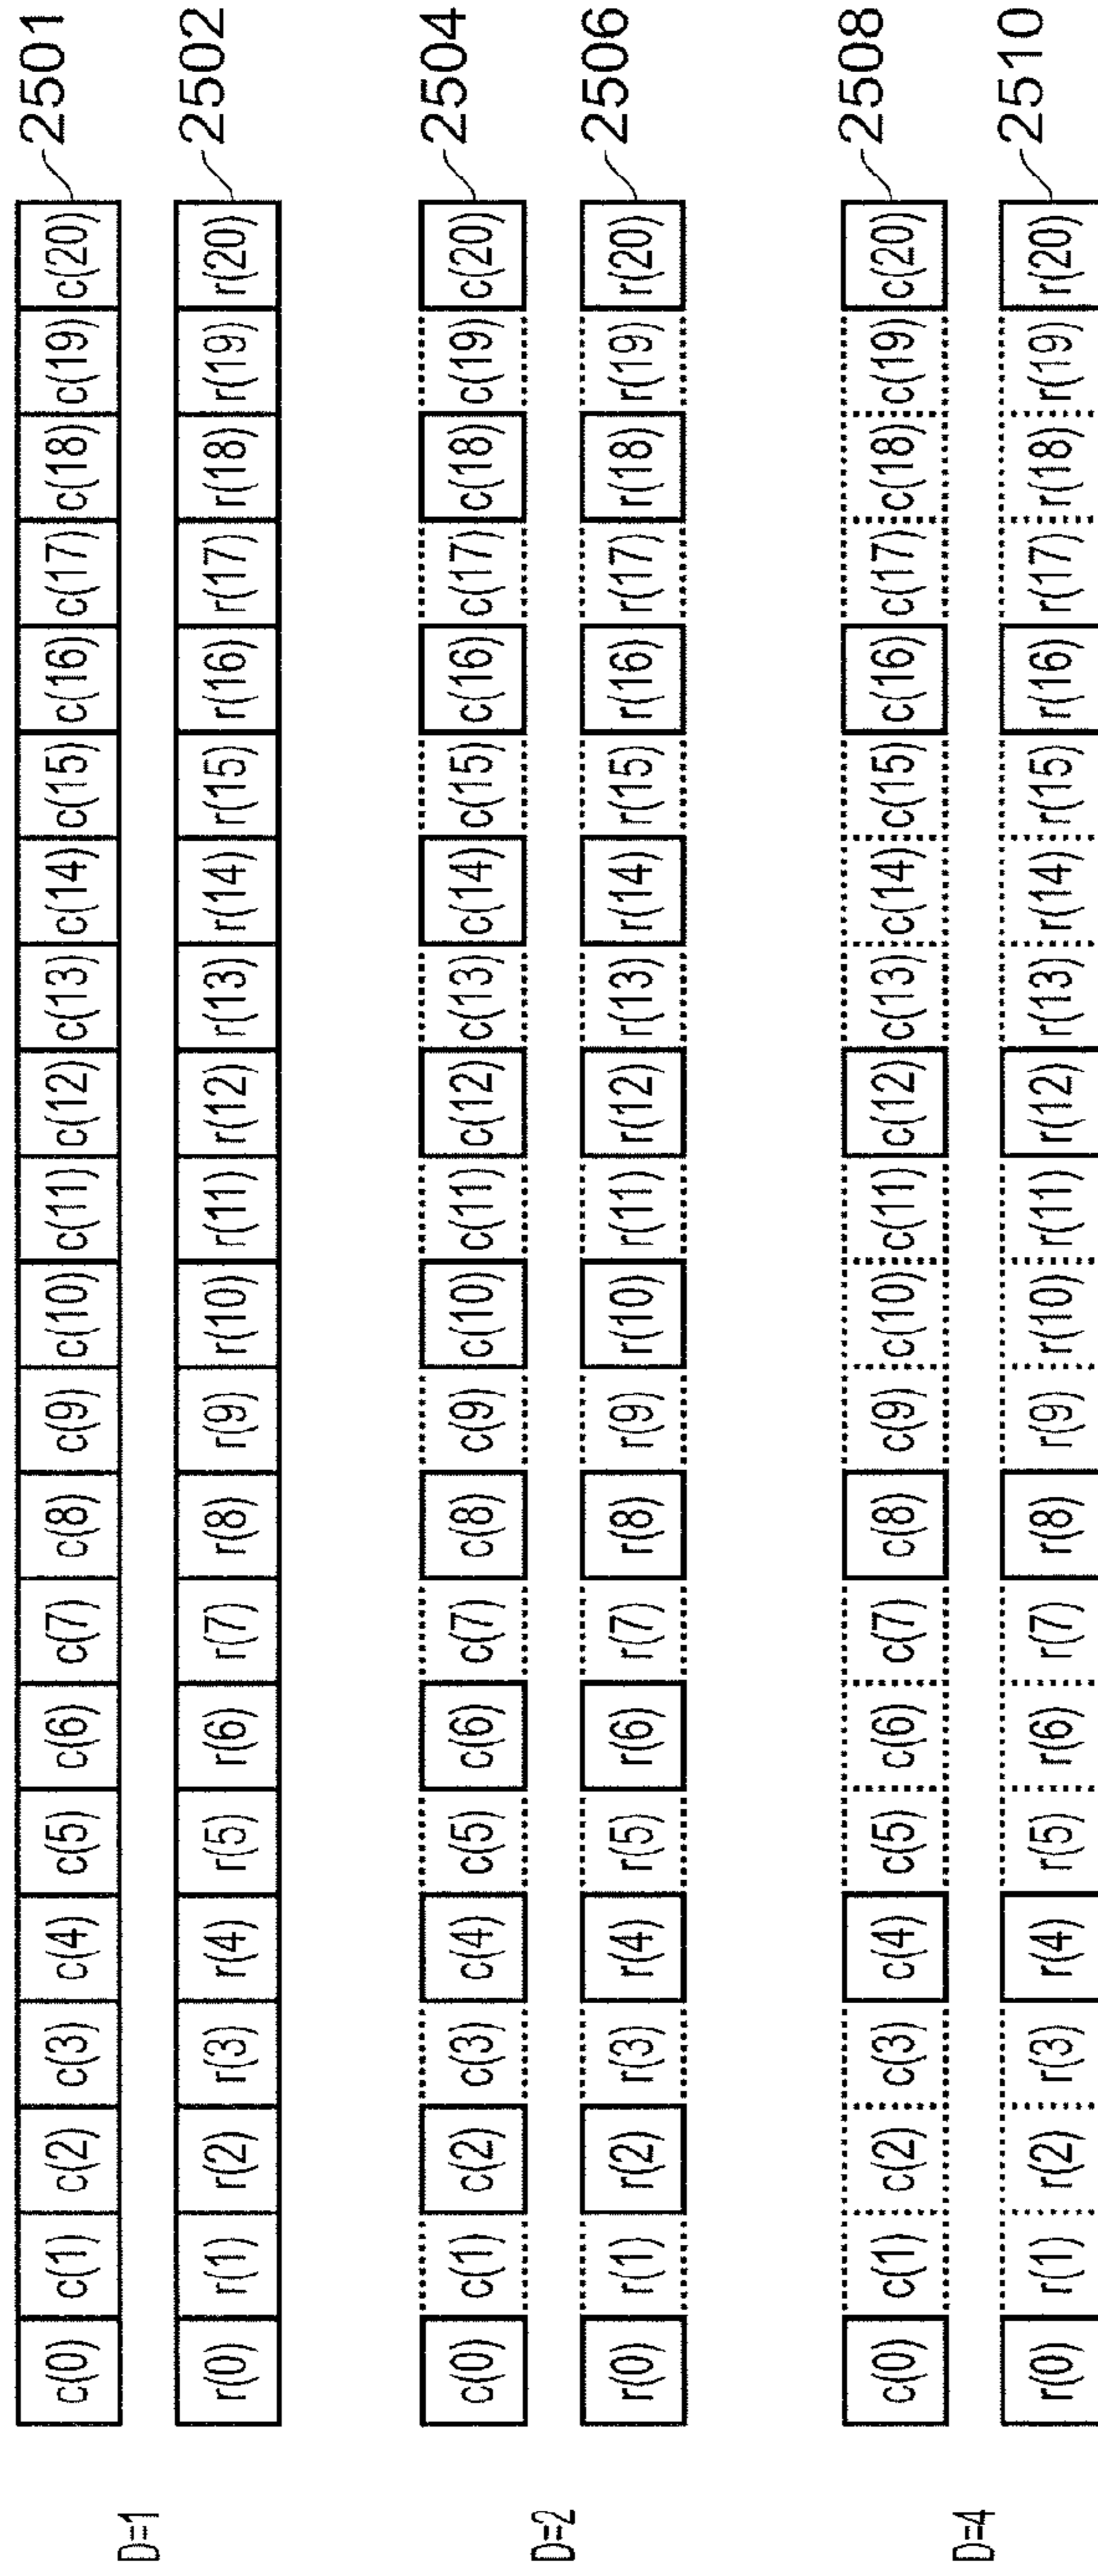 c(0) c(1) c(2) c(3) c(4) c(5) c(6) c(7) c(8) c(9) c(10) c(11) c(12) c(13) c(14) c(15) c(16) c(17) c(18) c(19) c(20) 2501
D=1
r(0) r(1) r(2) r(3) r(4) r(5) r(6) r(7) r(8) r(9) r(10) r(11) r(12) r(13) r(14) r(15) r(16) r(17) r(18) r(19) r(20) 2502
c(0) c(1) c(2) c(3) c(4) c(5) c(6) c(7) c(8) c(9) c(10) c(11) c(12) c(13) c(14) c(15) c(16) c(17) c(18) c(19) c(20) 2504
D=2
r(0) r(1) r(2) r(3) r(4) r(5) r(6) r(7) r(8) r(9) r(10) r(11) r(12) r(13) r(14) r(15) r(16) r(17) r(18) r(19) r(20) 2506
c(0) c(1) c(2) c(3) c(4) c(5) c(6) c(7) c(8) c(9) c(10) c(11) c(12) c(13) c(14) c(15) c(16) c(17) c(18) c(19) c(20) 2508
D=4
r(0) r(1) r(2) r(3) r(4) r(5) r(6) r(7) r(8) r(9) r(10) r(11) r(12) r(13) r(14) r(15) r(16) r(17) r(18) r(19) r(20) 2510